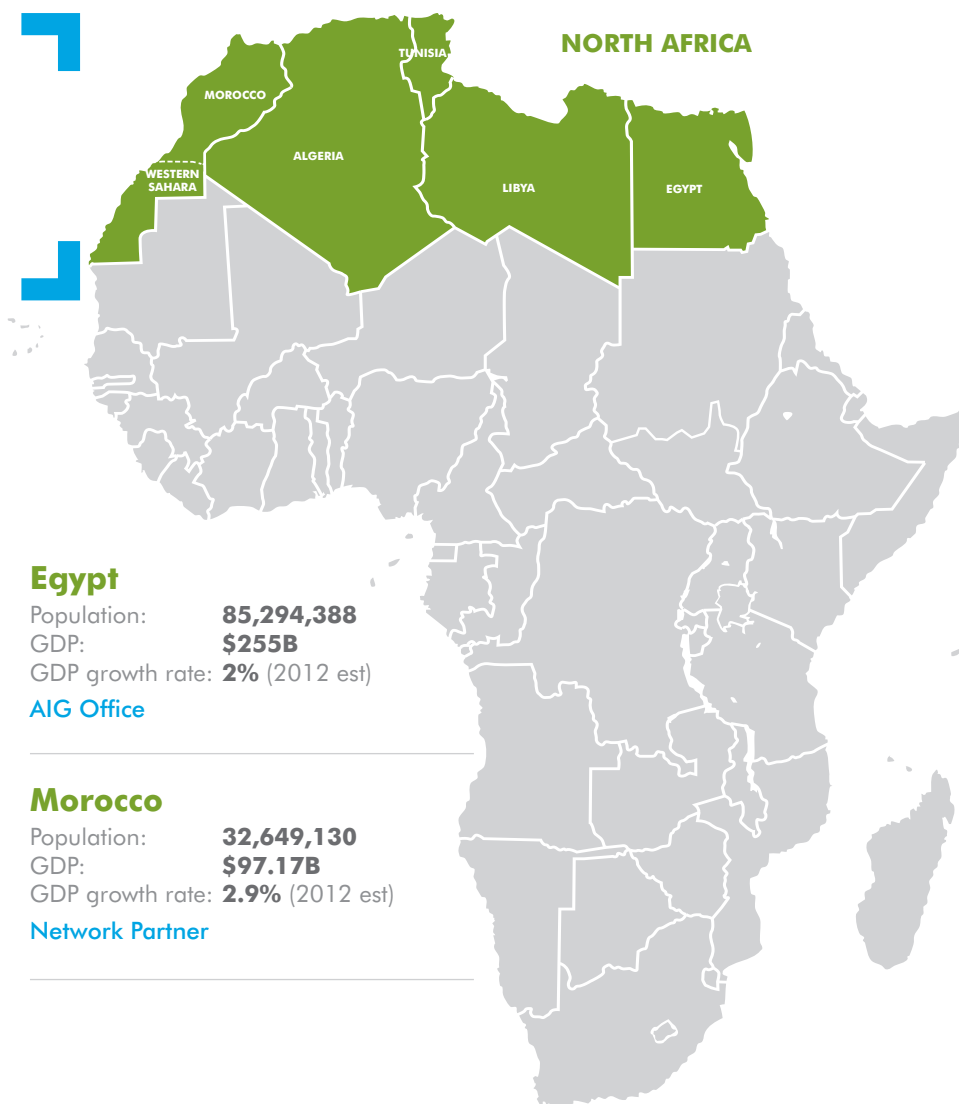 NORTH AFRICA
TUNISIA
MOROCCO
ALGERIA
WESTERN
SAHARA
LIBYA
EGYPT
Egypt
Population: 85,294,388
GDP: $255B
GDP growth rate: 2% (2012 est)
AIG Office
Morocco
Population: 32,649,130
GDP: $97.17B
GDP growth rate: 2.9% (2012 est)
Network Partner